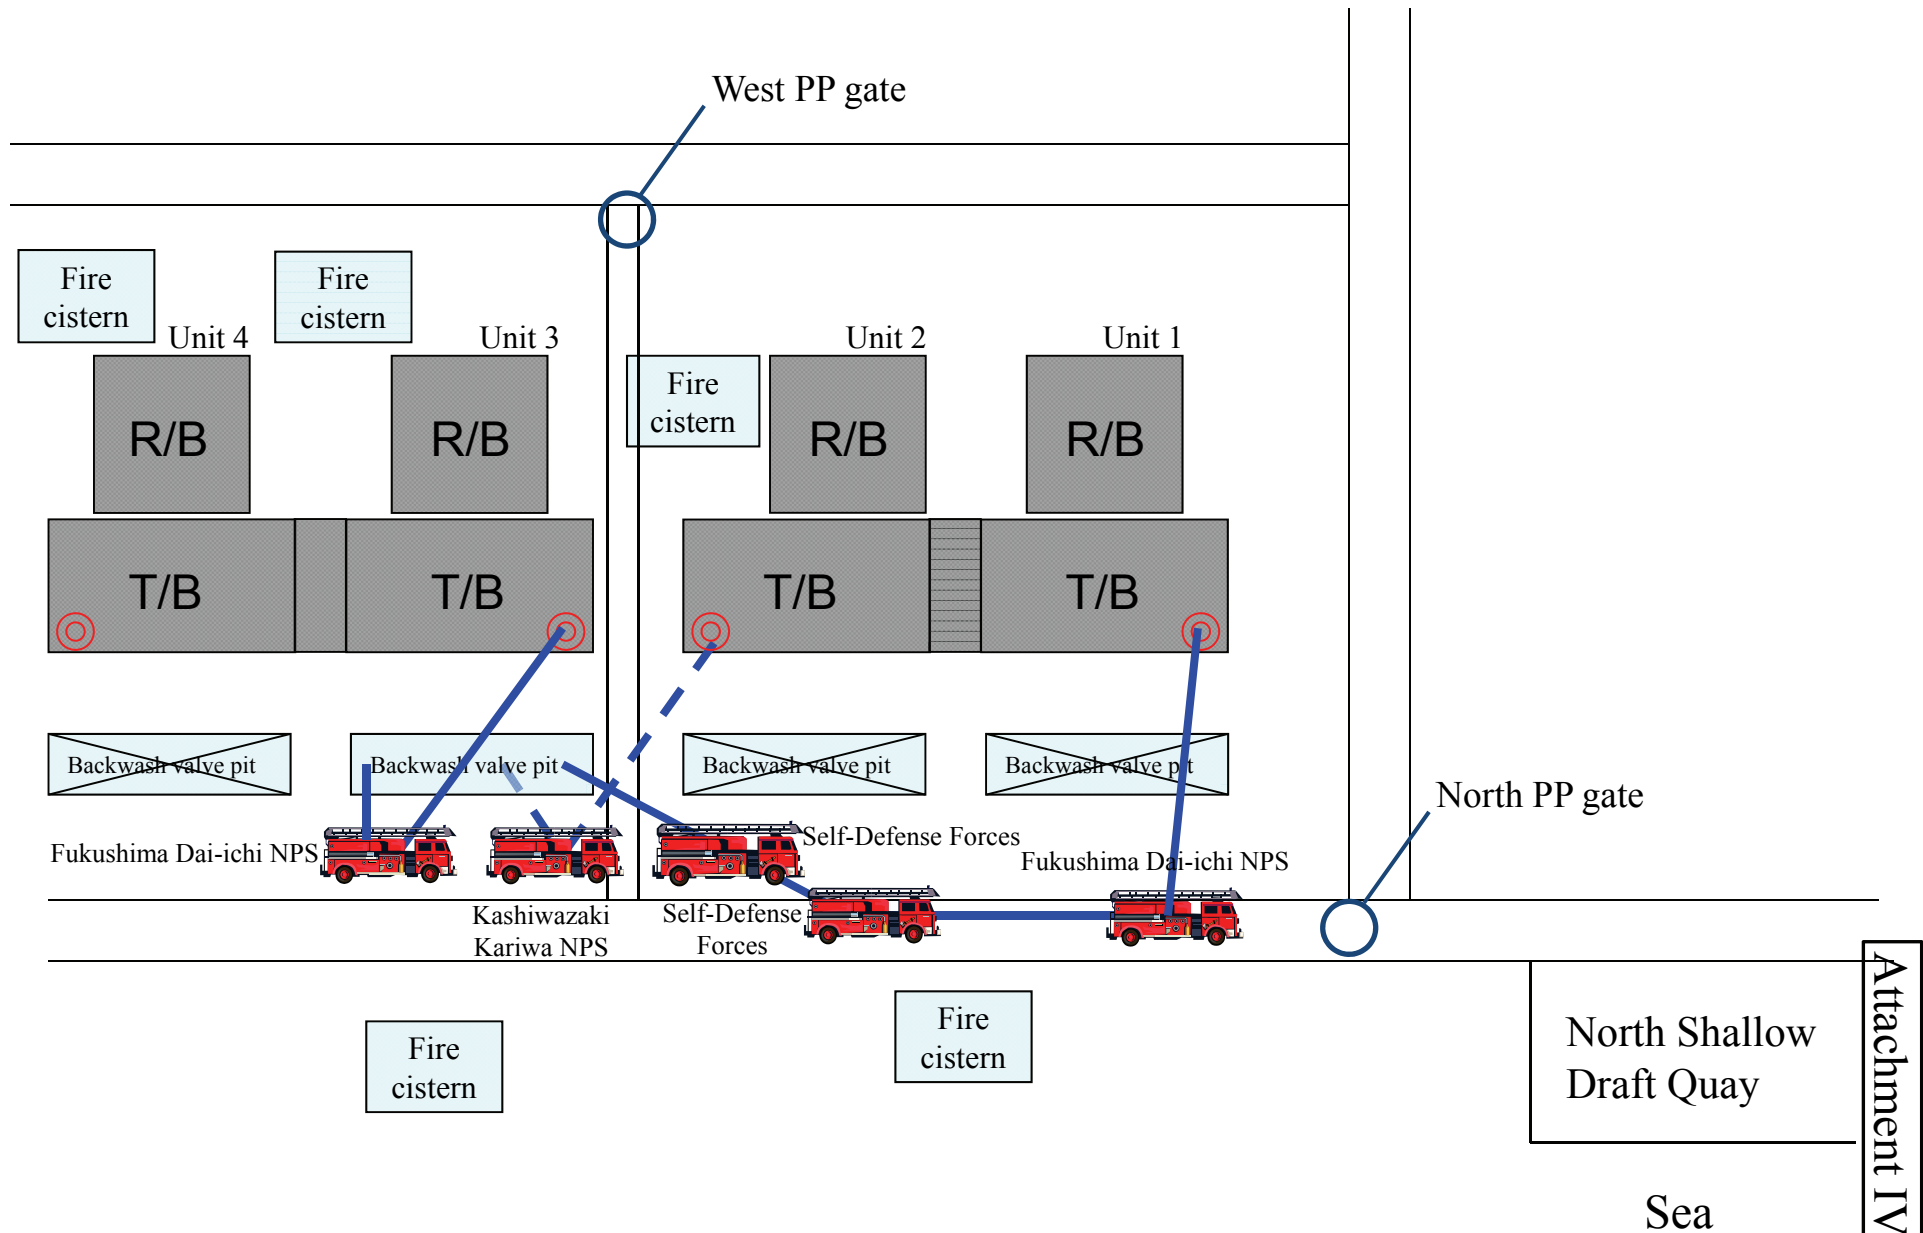 West PP gate
Fire
cistern
Fire
cistern
Unit 4
Unit 3
Unit 2
Unit 1
Fire
cistern
R/B
R/B
R/B
R/B
T/B
T/B
T/B
T/B
Backwash valve pit
Backwash valve pit
Backwash valve pit
Backwash valve pit
North PP gate
Fukushima Dai-ichi NPS
Self-Defense Forces
Fukushima Dai-ichi NPS
Kashiwazaki
Kariwa NPS
Self-Defense
Forces
Fire
cistern
Fire
cistern
North Shallow
Draft Quay
Sea
Attachment IV